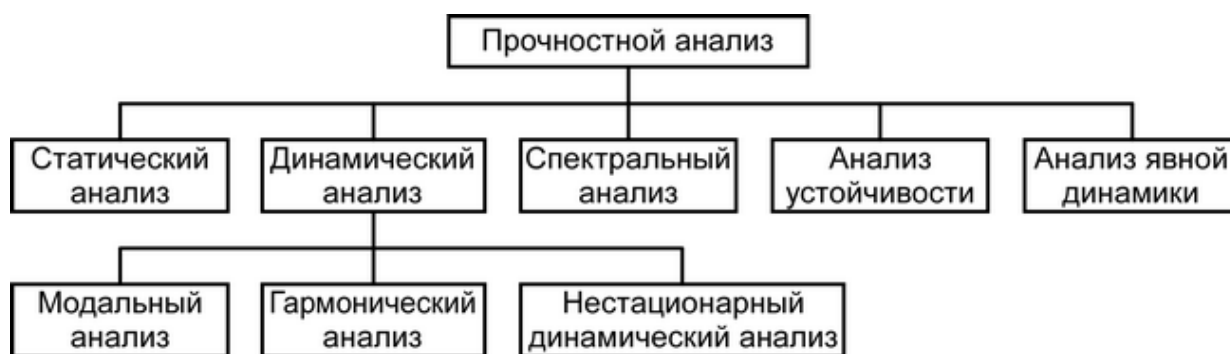 Прочностной анализ
Статический
анализ
Динамический
анализ
Спектральный
анализ
Анализ
устойчивости
Анализ явной
динамики
Модальный
анализ
Гармонический
анализ
Нестационарный
динамический анализ